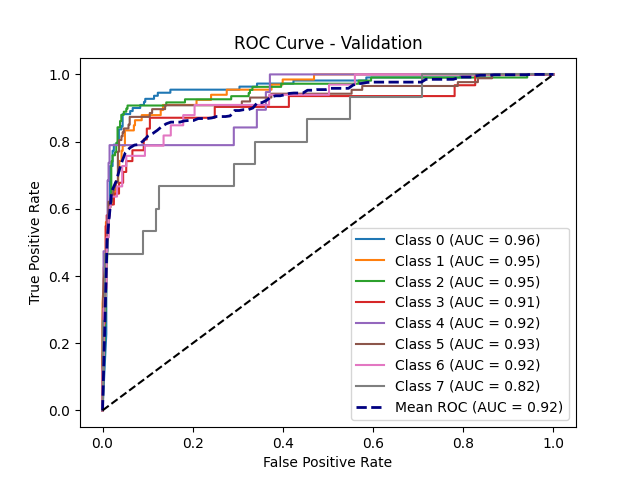 ROC Curve - Validation
True Positive Rate
1.0
0.8
0.6
0.4
0.2
0.0
Class 0 (AUC = 0.96)
Class 1 (AUC = 0.95)
Class 2 (AUC = 0.95)
Class 3 (AUC = 0.91)
Class 4 (AUC = 0.92)
Class 5 (AUC = 0.93)
Class 6 (AUC = 0.92)
Class 7 (AUC = 0.82)
Mean ROC (AUC = 0.92)
0.0 0.2 0.4 0.6 0.8 1.0
False Positive Rate